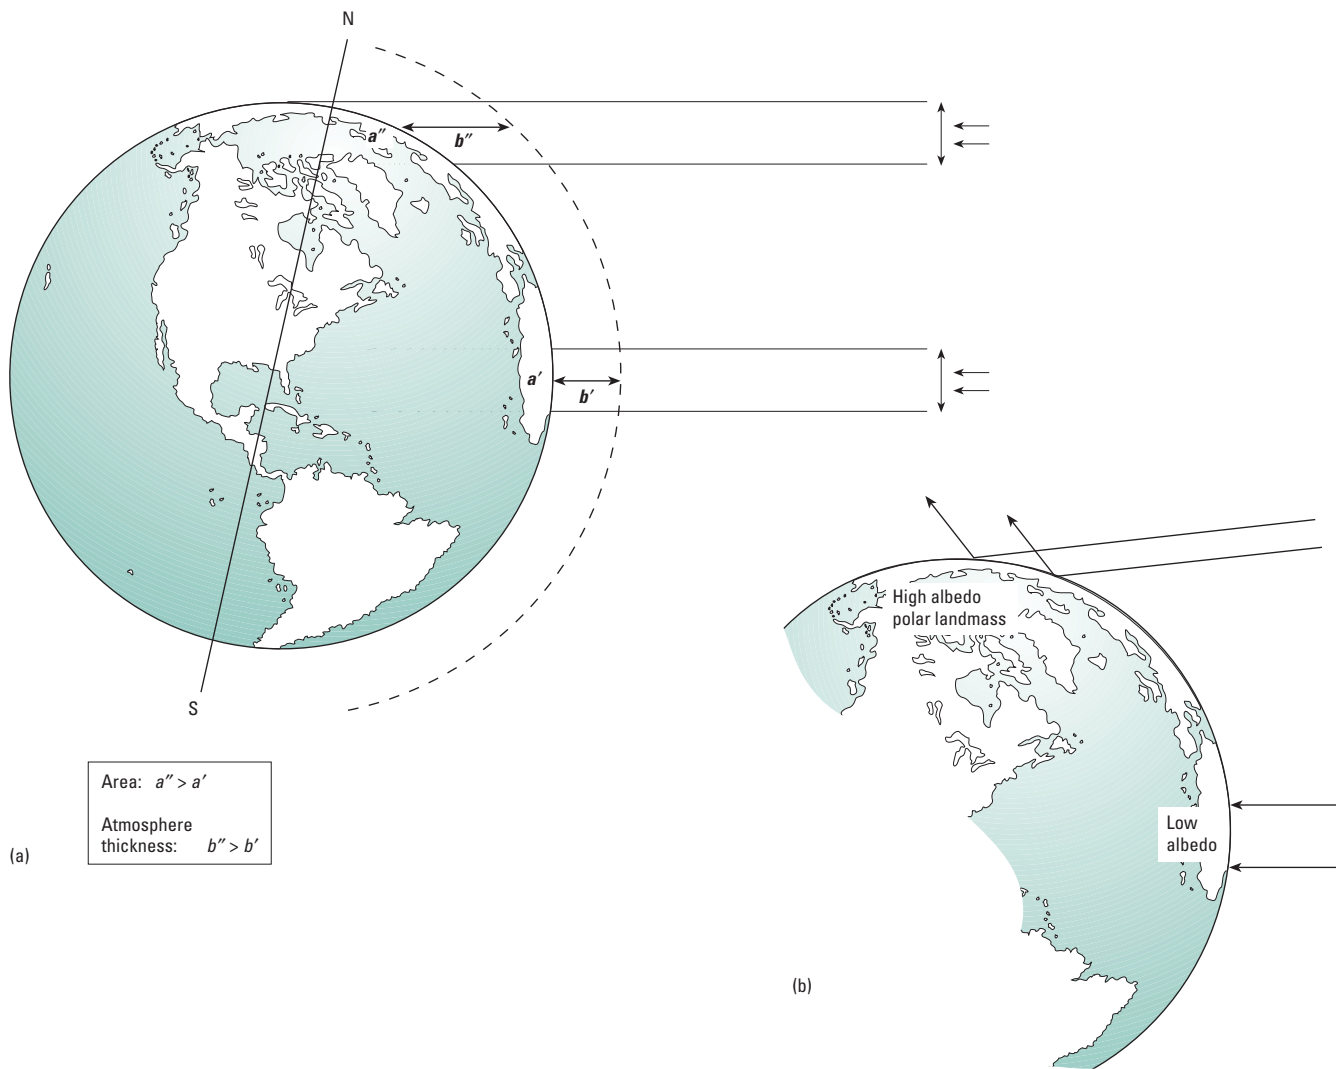 N
a″
b″
a′
b′
S
Area: a″ > a′
Atmosphere
thickness: b″ > b′
(a)
High albedo
polar landmass
Low
albedo
(b)